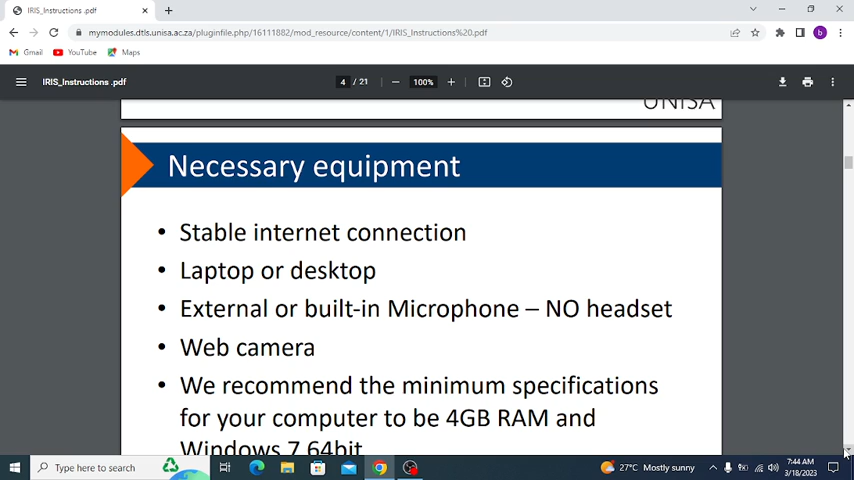 IRIS_Instructions .pdf
mymodules.dtls.unisa.ac.za/pluginfile.php/16111882/mod_resource/content/1/IRIS_Instructions%20.pdf
b
Gmail YouTube Maps
IRIS_Instructions .pdf
4 / 21
100%
UNISA
Necessary equipment
• Stable internet connection
• Laptop or desktop
• External or built-in Microphone – NO headset
• Web camera
• We recommend the minimum specifications
for your computer to be 4GB RAM and
Windows 7 64bit
Type here to search
27°C Mostly sunny
7:44 AM
3/18/2023